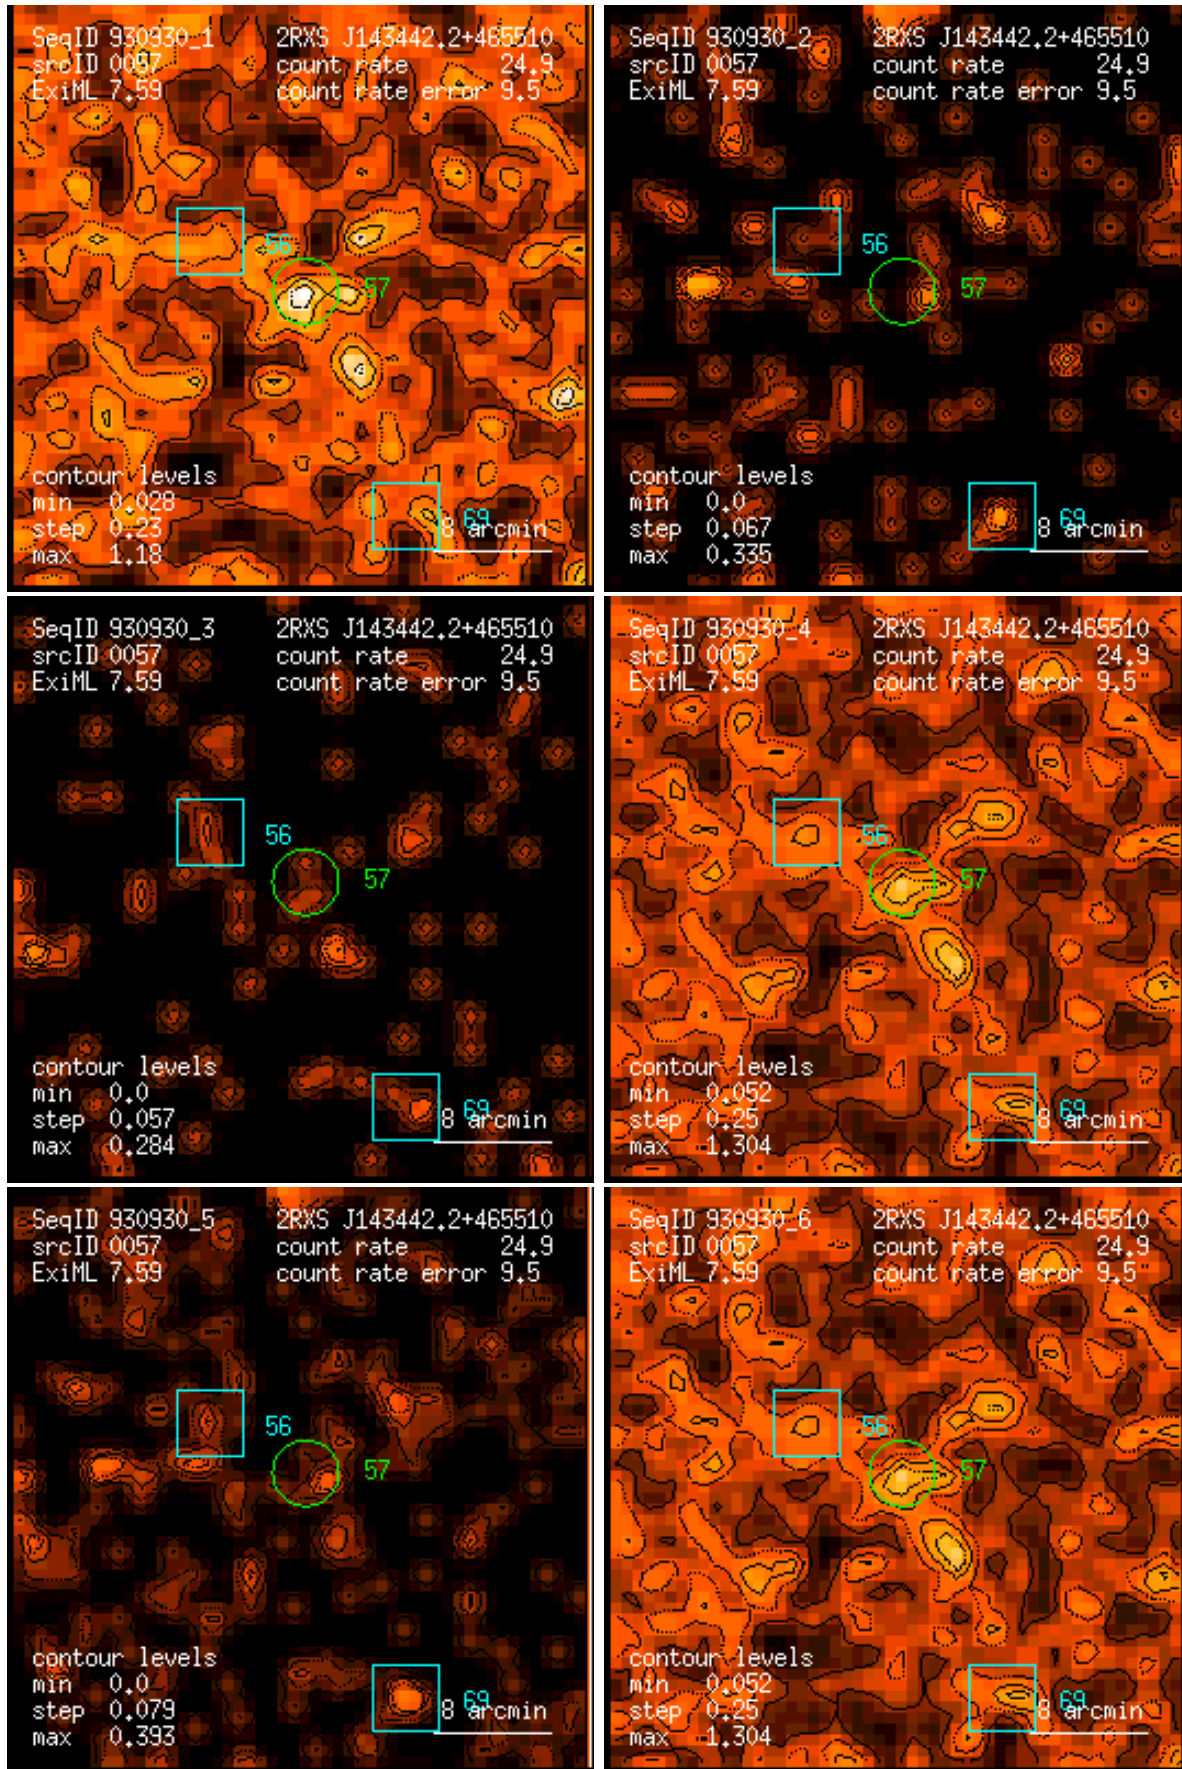 SeqID 930930_1 2RXS J143442.2+465510
srcID 0057 count rate 24.9
ExiML 7.59 count rate error 9.5
56
57
contour levels
min 0.028
step 0.23
max 1.18
69
8 arcmin
SeqID 930930_2 2RXS J143442.2+465510
srcID 0057 count rate 24.9
ExiML 7.59 count rate error 9.5
56
57
contour levels
min 0.0
step 0.067
max 0.335
69
8 arcmin
SeqID 930930_3 2RXS J143442.2+465510
srcID 0057 count rate 24.9
ExiML 7.59 count rate error 9.5
56
57
contour levels
min 0.0
step 0.057
max 0.284
69
8 arcmin
SeqID 930930_4 2RXS J143442.2+465510
srcID 0057 count rate 24.9
ExiML 7.59 count rate error 9.5
56
57
contour levels
min 0.052
step 0.25
max 1.304
69
8 arcmin
SeqID 930930_5 2RXS J143442.2+465510
srcID 0057 count rate 24.9
ExiML 7.59 count rate error 9.5
56
57
contour levels
min 0.0
step 0.079
max 0.393
69
8 arcmin
SeqID 930930_6 2RXS J143442.2+465510
srcID 0057 count rate 24.9
ExiML 7.59 count rate error 9.5
56
57
contour levels
min 0.052
step 0.25
max 1.304
69
8 arcmin